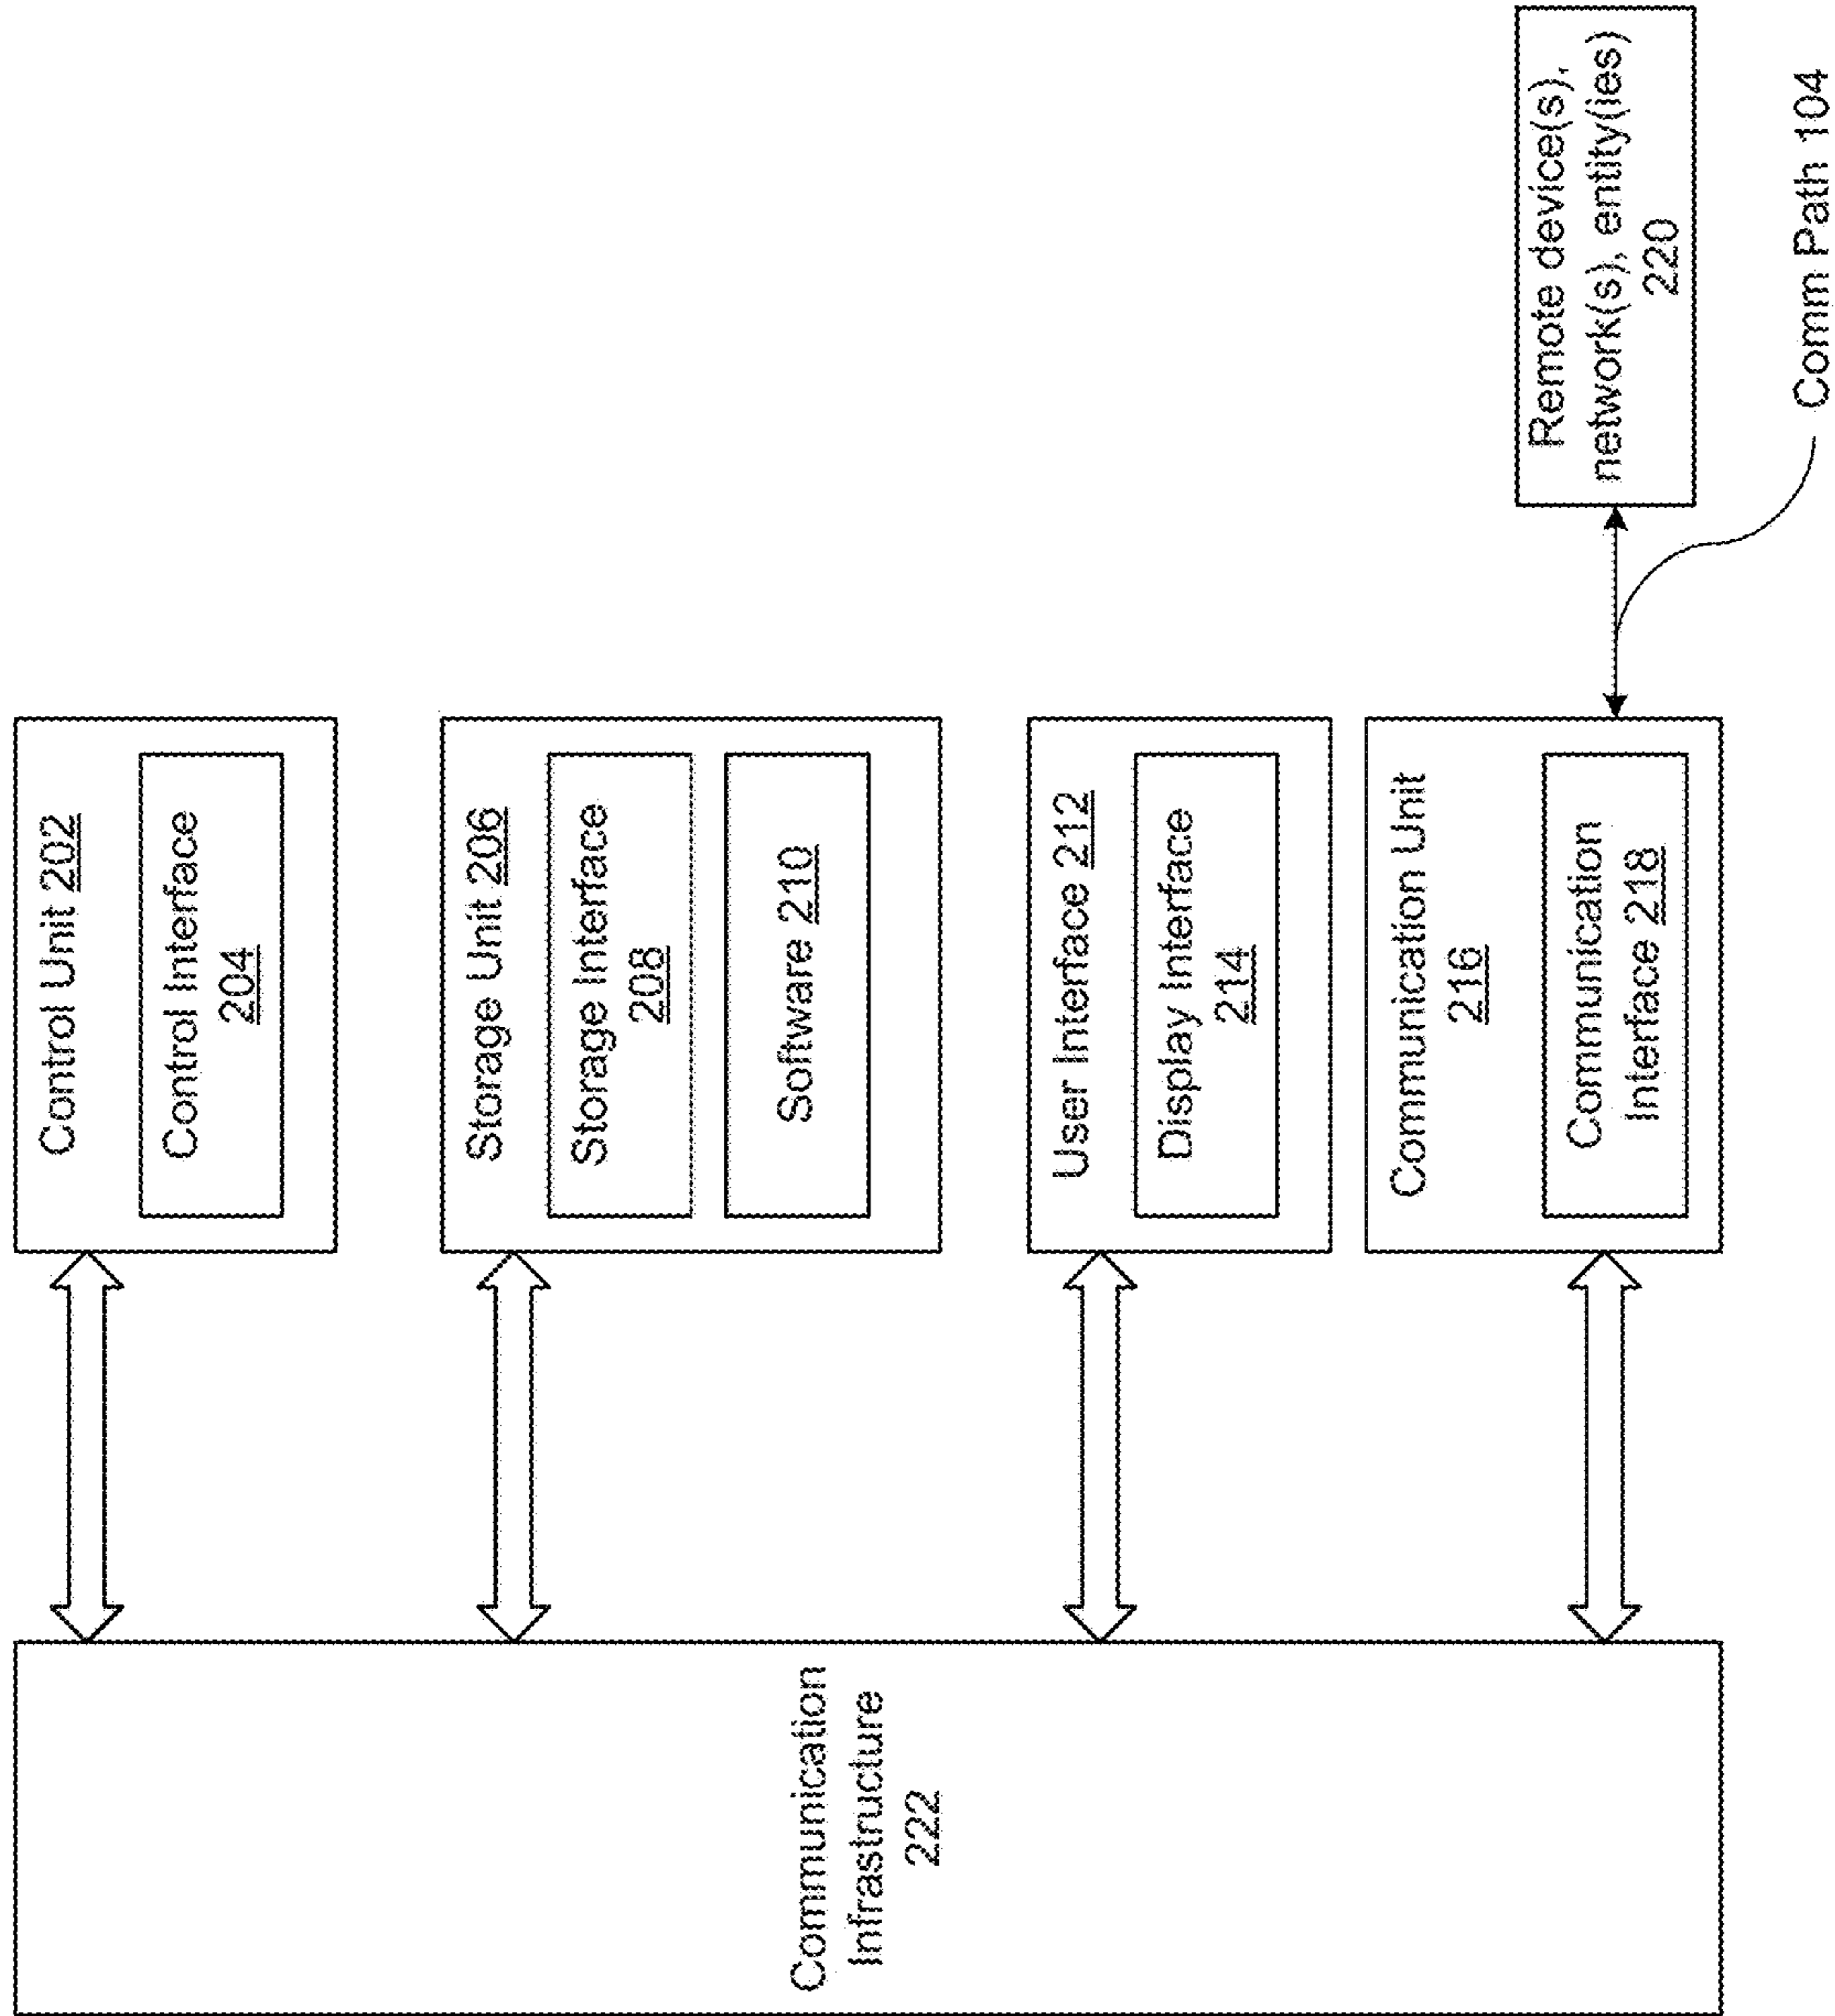 Communication
Infrastructure
222
Control Unit 202
Control Interface
204
Storage Unit 206
Storage Interface
208
Software 210
User Interface 212
Display Interface
214
Communication Unit
216
Communication
Interface 218
Remote device(s),
network(s), entity(ies)
220
Comm Path 104